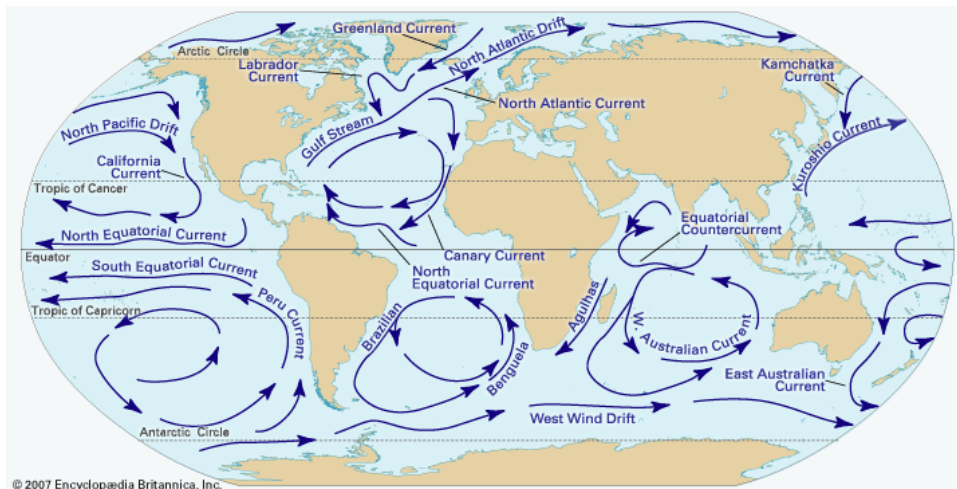 Greenland Current
North Atlantic Drift
Arctic Circle
Labrador
Current
Kamchatka
Current
North Atlantic Current
North Pacific Drift
Gulf Stream
Kuroshio Current
California
Current
Tropic of Cancer
Equatorial
Countercurrent
North Equatorial Current
Equator
Canary Current
South Equatorial Current
North
Equatorial Current
Tropic of Capricorn
Peru Current
Brazilian
Agulhas
W. Australian Current
Benguela
East Australian
Current
West Wind Drift
Antarctic Circle
© 2007 Encyclopædia Britannica, Inc.